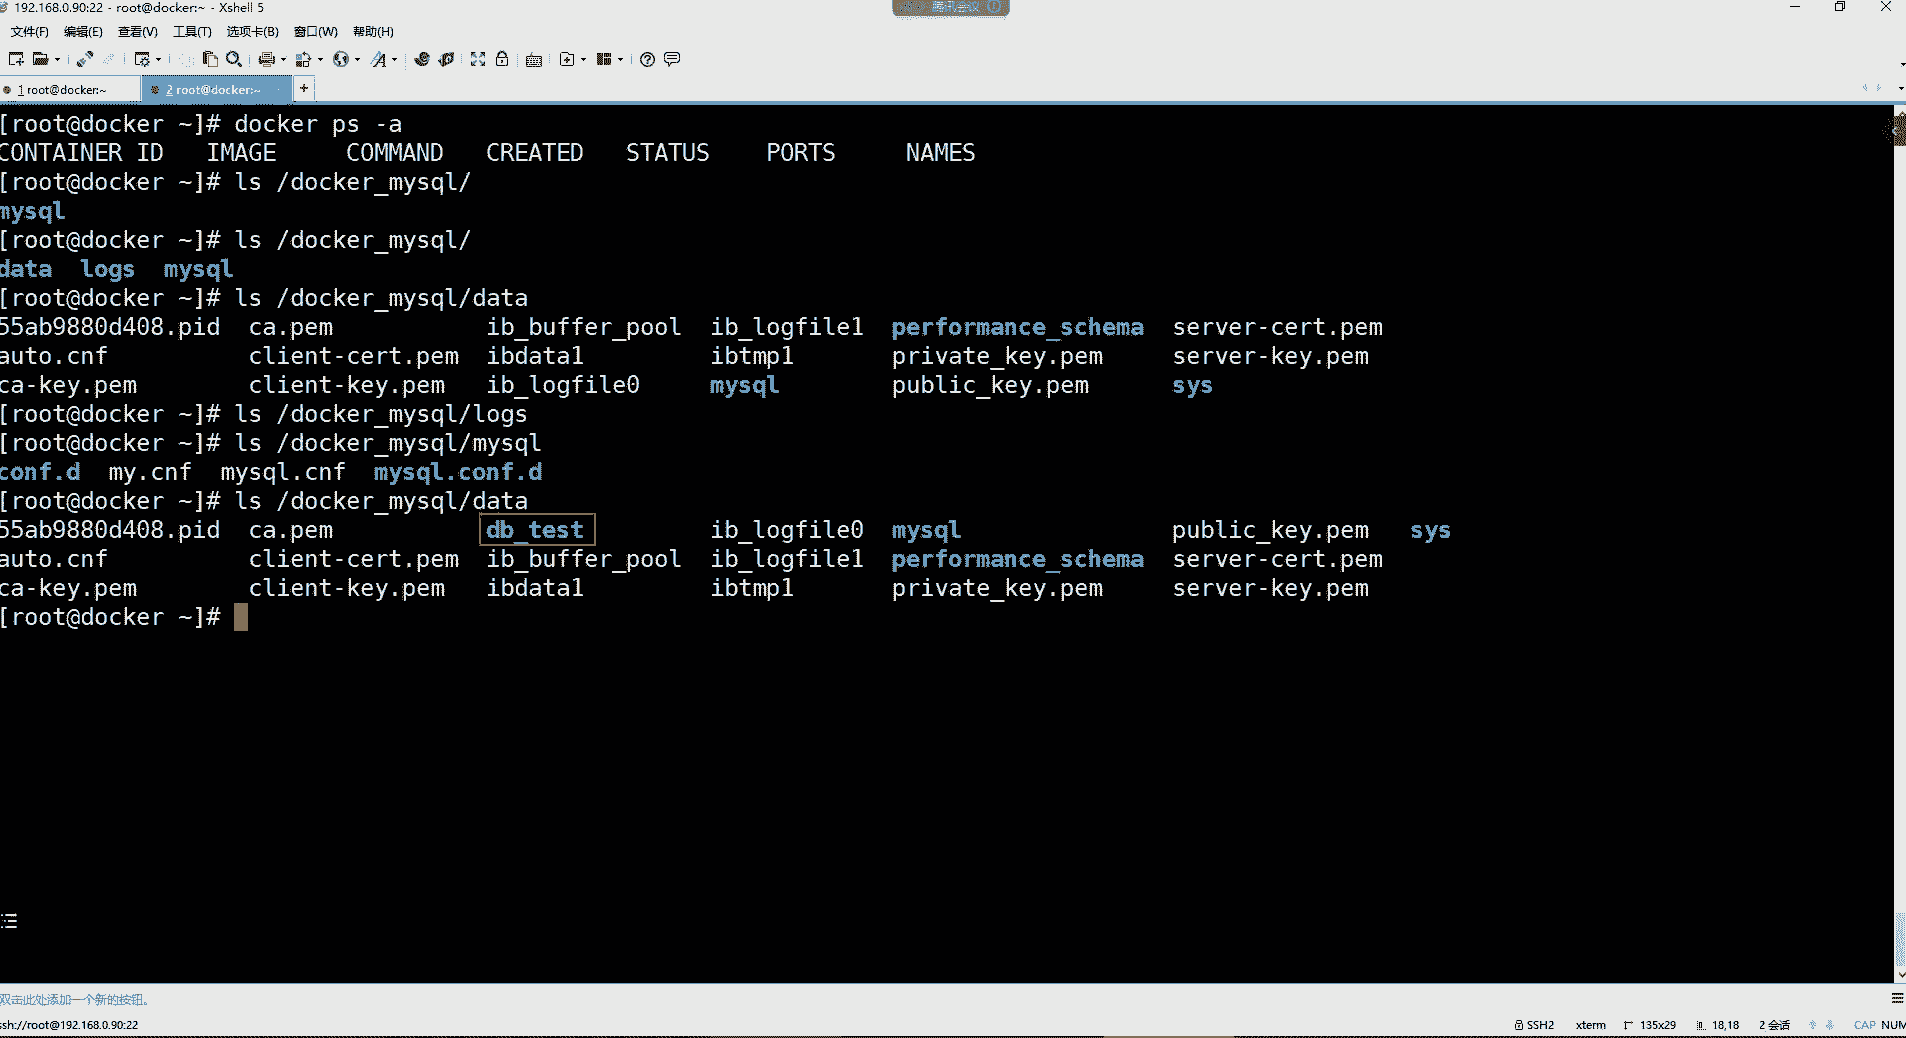 192.168.0.90:22 - root@docker:~ - Xshell 5
腾讯会议
文件(F) 编辑(E) 查看(V) 工具(T) 选项卡(B) 窗口(W) 帮助(H)
1 root@docker:~ 2 root@docker:~ +
[root@docker ~]# docker ps -a
CONTAINER ID IMAGE COMMAND CREATED STATUS PORTS NAMES
[root@docker ~]# ls /docker_mysql/
mysql
[root@docker ~]# ls /docker_mysql/
data logs mysql
[root@docker ~]# ls /docker_mysql/data
55ab9880d408.pid ca.pem ib_buffer_pool ib_logfile1 performance_schema server-cert.pem
auto.cnf client-cert.pem ibdata1 ibtmp1 private_key.pem server-key.pem
ca-key.pem client-key.pem ib_logfile0 mysql public_key.pem sys
[root@docker ~]# ls /docker_mysql/logs
[root@docker ~]# ls /docker_mysql/mysql
conf.d my.cnf mysql.cnf mysql.conf.d
[root@docker ~]# ls /docker_mysql/data
55ab9880d408.pid ca.pem db_test ib_logfile0 mysql public_key.pem sys
auto.cnf client-cert.pem ib_buffer_pool ib_logfile1 performance_schema server-cert.pem
ca-key.pem client-key.pem ibdata1 ibtmp1 private_key.pem server-key.pem
[root@docker ~]#
双击此处添加一个新的按钮。
ssh://root@192.168.0.90:22 SSH2 xterm 135x29 18,18 2 会话 CAP NUM